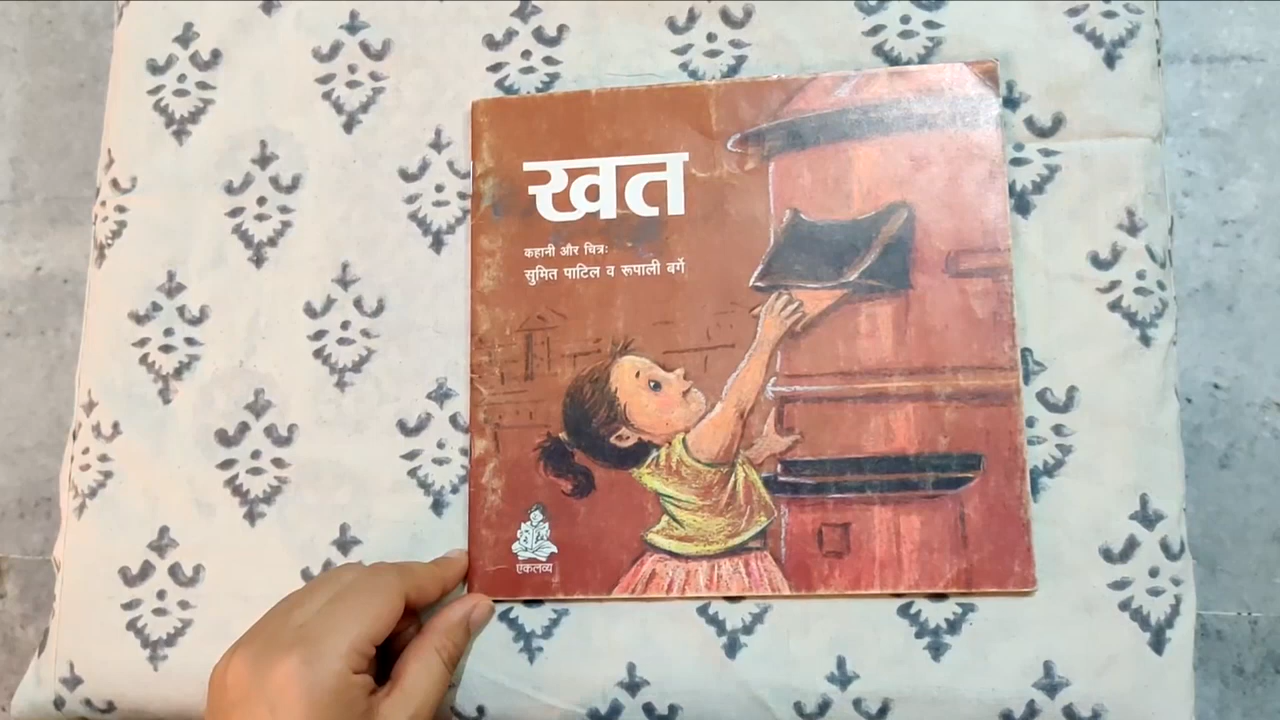 खत
कहानी और चित्रः
सुमित पाटिल व रूपाली बर्गे
एकलव्य